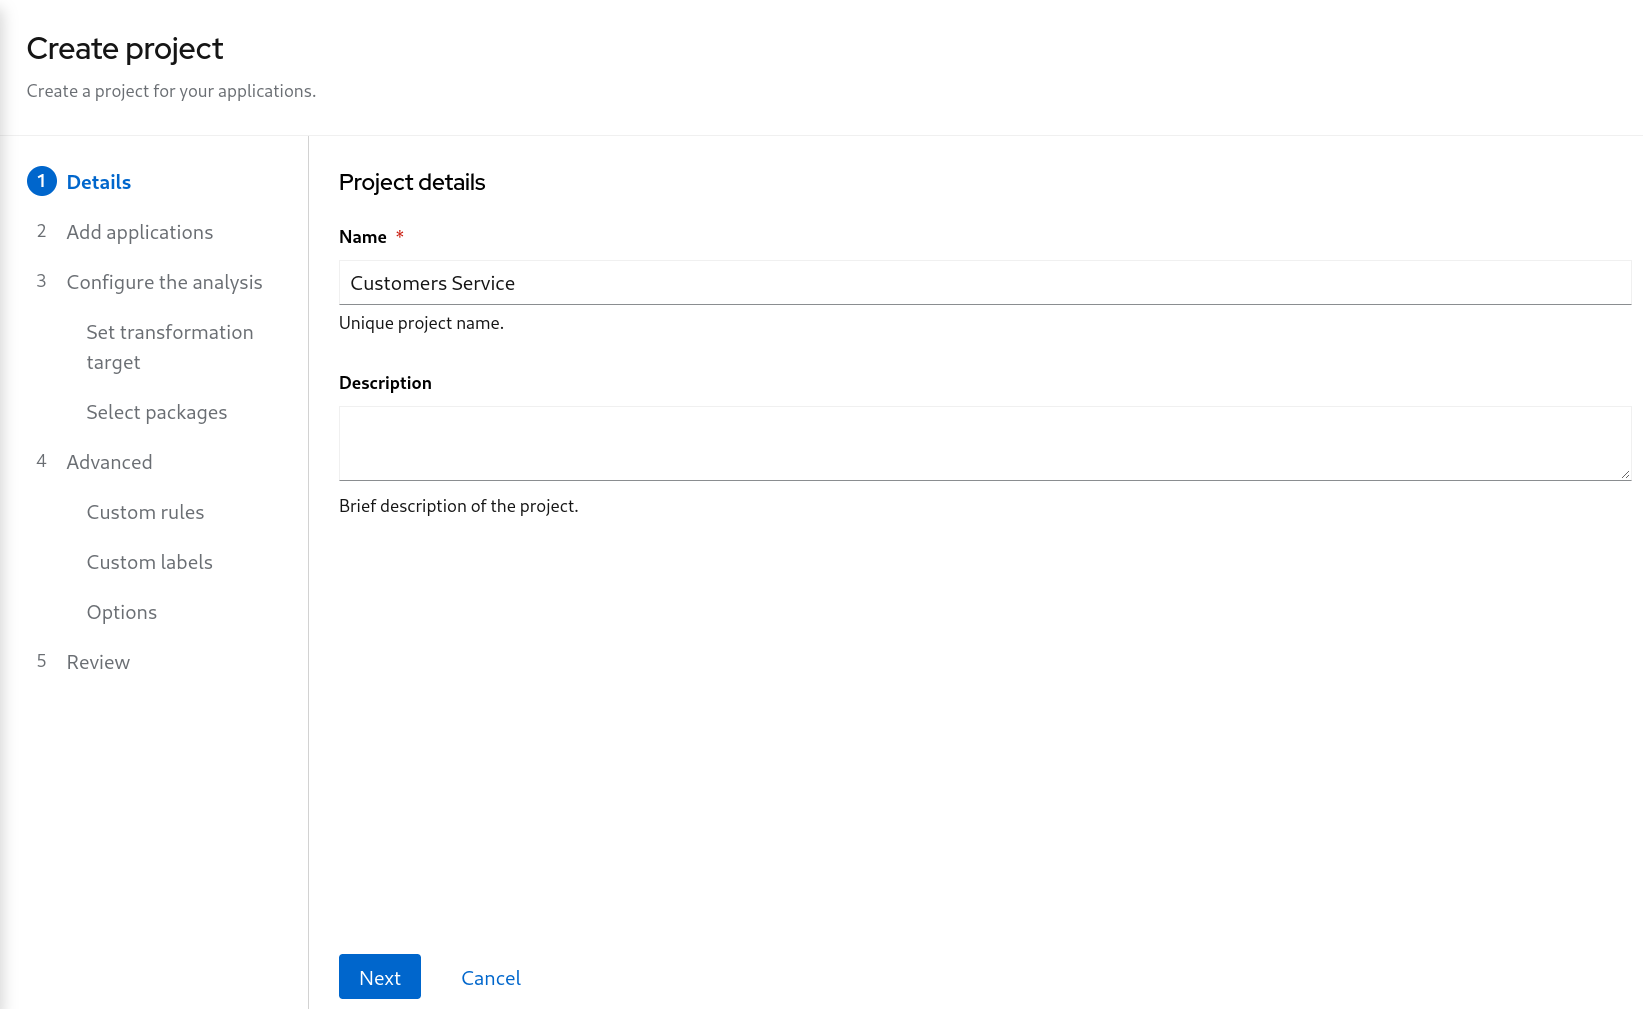 Create project
Create a project for your applications.
1 Details
2 Add applications
3 Configure the analysis
Set transformation
target
Select packages
4 Advanced
Custom rules
Custom labels
Options
5 Review
Project details
Name *
Customers Service
Unique project name.
Description
Brief description of the project.
Next Cancel